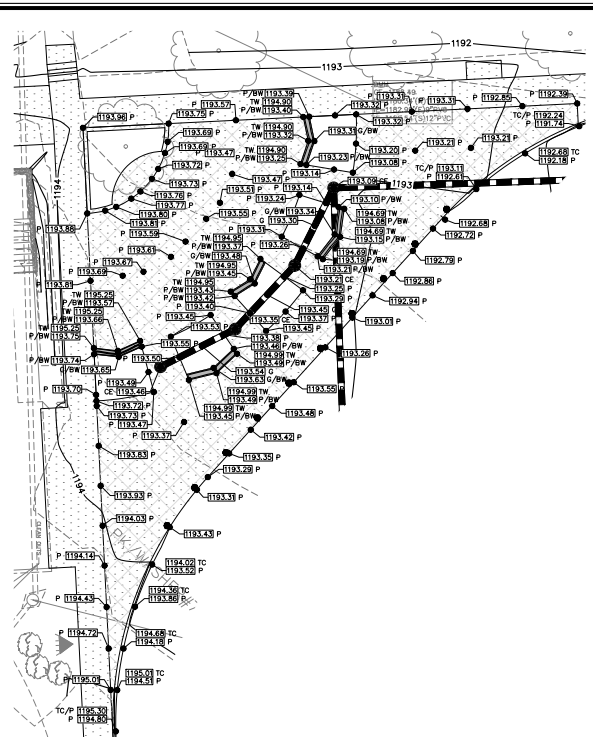 1192
1193
P/BW 1193.39
TW 1194.90
P/BW 1193.40
P 1193.57
P 1193.75
1193.96 P
P 1193.31
P 1192.85
1192.39 P
1193.32 P
P 1193.31
TC/P 1192.24
P 1191.74
1193.32 P
TW 1194.90
P/BW 1193.32
1193.31 G/BW
1193.69 P
1193.69 P
P 1193.47
TW 1194.90
P/BW 1193.25
1193.20 P
1193.21 P
1193.21 P
1192.68 TC
1192.18 P
1193.23 P/BW
1193.08 P
1193.72 P
P 1193.14
TC/P 1193.11
P 1192.61
1193.47 P
1193.73 P
P 1193.14
1193.09 CE
1193
1194
1193.76 P
1193.77 P
1193.51 P
P 1193.24
1193.10 P/BW
1193.80 P
1193.55 P
G/BW 1193.34
G 1193.30
1194.69 TW
1193.08 P/BW
P 1193.86
1193.81 P
1193.59 P
P 1193.31
1194.69 TW
1193.15 P/BW
1192.68 P
1192.72 P
TW 1194.95
P/BW 1193.37
G/BW 1193.48
P 1193.26
1193.61 P
1194.69 TW
1193.19 P/BW
1192.79 P
P 1193.67
P 1193.69
TW 1194.95
P/BW 1193.45
1193.21 P/BW
1193.21 CE
1192.86 P
P 1193.81
TW 1194.95
P/BW 1193.43
P/BW 1193.42
P 1193.40
1193.25 P
1193.29 P
1192.94 P
TW 1195.25
P/BW 1193.57
TW 1195.25
P/BW 1193.66
P 1193.45
1193.45 G
1193.37 P
1193.35 CE
1193.01 P
TW 1195.25
P/BW 1193.75
1193.53 P
1193.45 P
1193.38 P
1193.46 P/BW
1193.55 P
1194.99 TW
1193.49 P/BW
1193.26 P
P/BW 1193.74
G/BW 1193.65
P 1193.50
1193.54 G
1193.63 G/BW
P 1193.49
CE 1193.46
P 1193.70
1194.99 TW
1193.49 P/BW
1193.55 P
1193.72 P
1193.73 P
P 1193.47
1194.99 TW
1193.45 P/BW
1193.48 P
P 1193.37
1193.42 P
1193.83 P
1193.35 P
1194
1193.29 P
1193.93 P
1193.31 P
1194.03 P
1193.43 P
P 1194.14
1194.02 TC
1193.52 P
P 1194.43
1194.36 TC
1193.86 P
P 1194.72
1194.68 TC
1194.18 P
P 1195.01
1195.01 TC
1194.51 P
TC/P 1195.30
P 1194.80